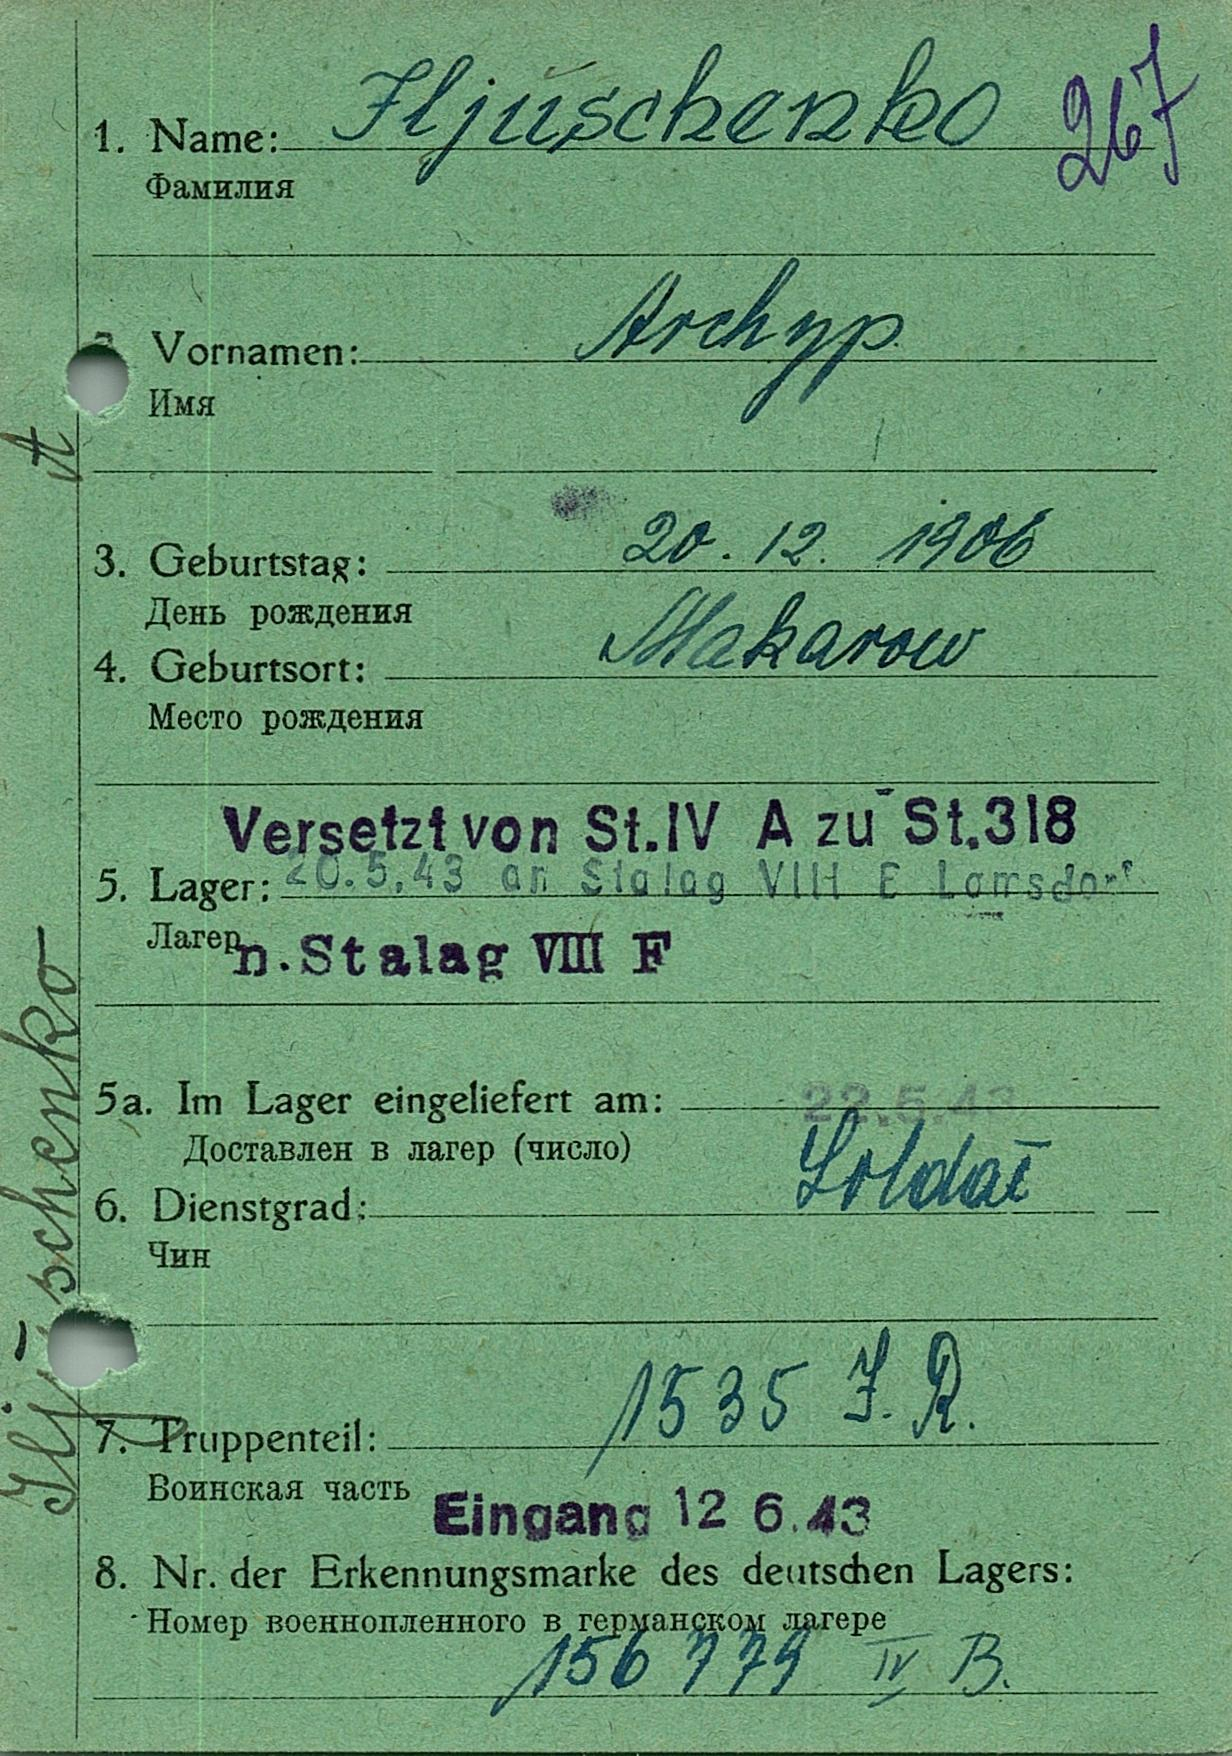 Iljuschenko 267
1. Name:
Фамилия
Archyp
Vornamen:
Имя
20. 12. 1906
3. Geburtstag:
День рождения
Makarow
4. Geburtsort:
Место рождения
Versetzt von St.IV A zu St.318
20.5.43 an Stalag VIII E Lamsdorf
5. Lager:
Лагер
n. Stalag VIII F
5a. Im Lager eingeliefert am: 22.5.43
Доставлен в лагер (число)
Soldat
6. Dienstgrad:
Чин
1535 I. R.
7. Truppenteil:
Воинская часть
Eingang 12 6.43
8. Nr. der Erkennungsmarke des deutschen Lagers:
Номер военнопленного в германском лагере
156 779 IV B.
Iljuschenko A